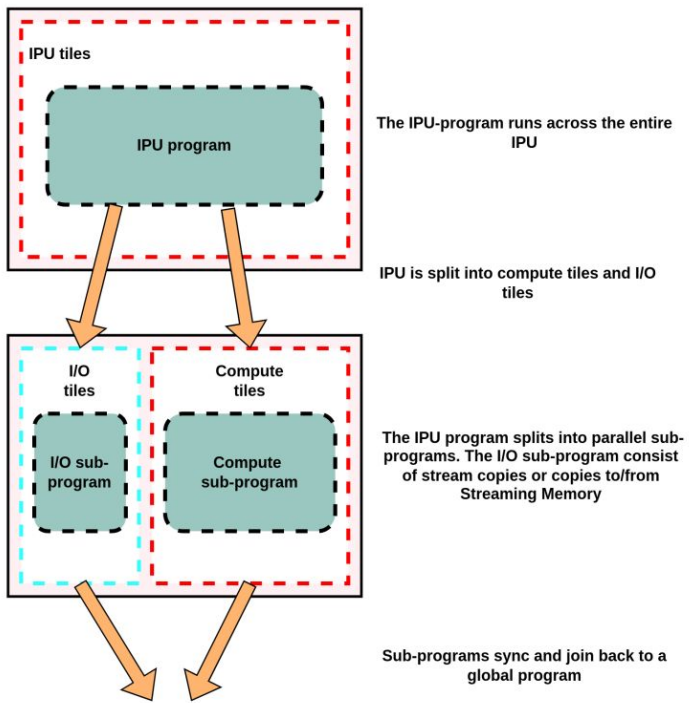 IPU tiles
IPU program
The IPU-program runs across the entire
IPU
IPU is split into compute tiles and I/O
tiles
I/O
tiles
Compute
tiles
I/O sub-
program
Compute
sub-program
The IPU program splits into parallel sub-
programs. The I/O sub-program consist
of stream copies or copies to/from
Streaming Memory
Sub-programs sync and join back to a
global program